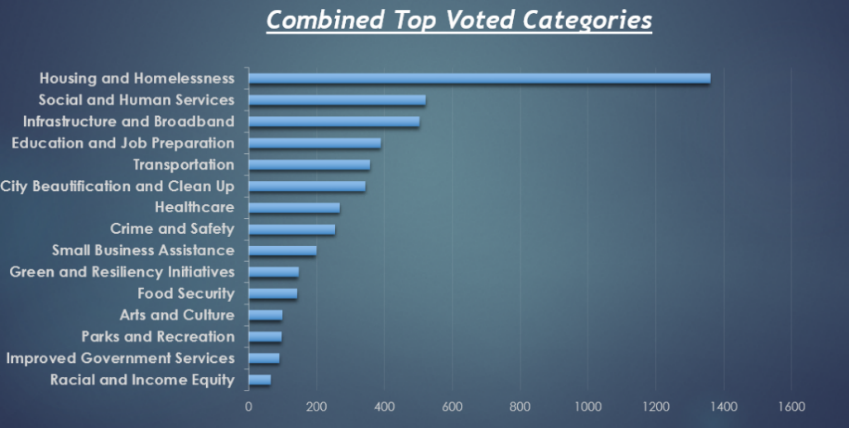 Combined Top Voted Categories
Housing and Homelessness
Social and Human Services
Infrastructure and Broadband
Education and Job Preparation
Transportation
City Beautification and Clean Up
Healthcare
Crime and Safety
Small Business Assistance
Green and Resiliency Initiatives
Food Security
Arts and Culture
Parks and Recreation
Improved Government Services
Racial and Income Equity
0 200 400 600 800 1000 1200 1400 1600